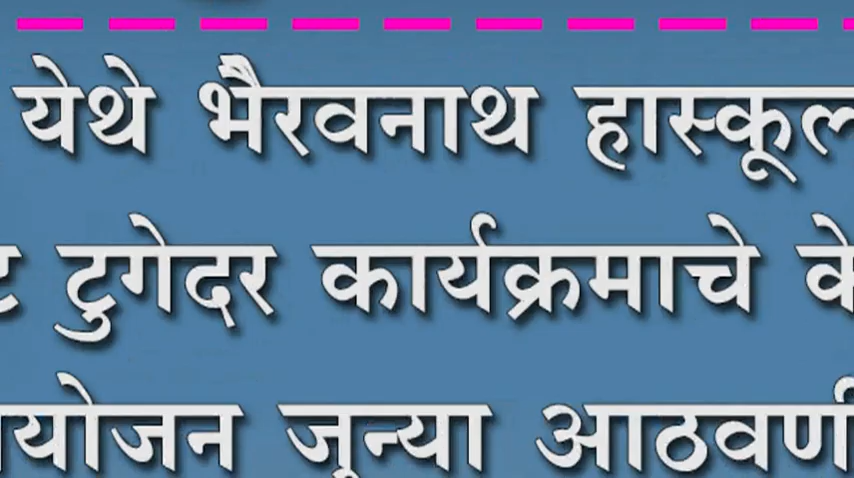 येथे भैरवनाथ हास्कूल
टुगेदर कार्यक्रमाचे के
योजन जून्या आठवणी